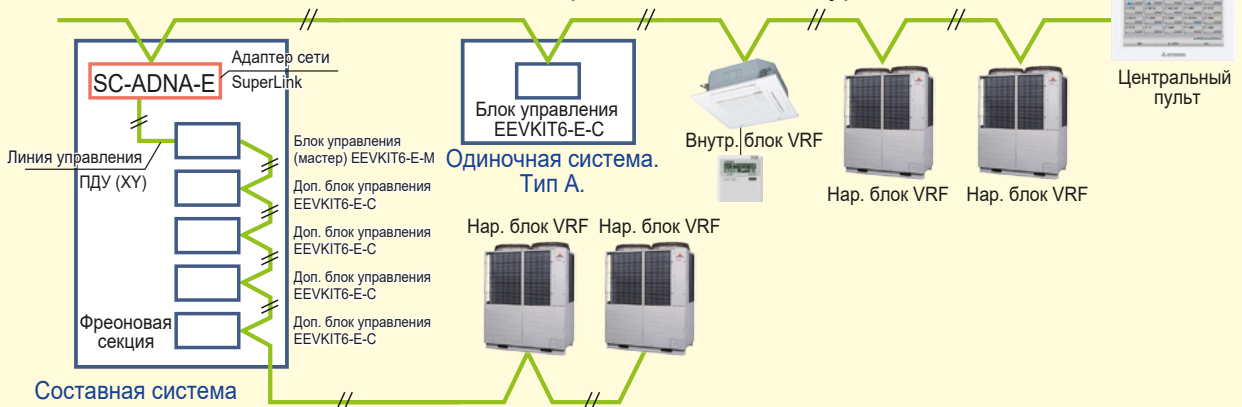 SC-ADNA-E
Адаптер сети
SuperLink
Линия управления
ПДУ (XY)
Блок управления
(мастер) EEVKIT6-E-M
Доп. блок управления
EEVKIT6-E-C
Доп. блок управления
EEVKIT6-E-C
Доп. блок управления
EEVKIT6-E-C
Доп. блок управления
EEVKIT6-E-C
Фреоновая
секция
Составная система
Блок управления
EEVKIT6-E-C
Одиночная система.
Тип А.
Внутр. блок VRF
Нар. блок VRF
Нар. блок VRF
Нар. блок VRF
Нар. блок VRF
Центральный
пульт